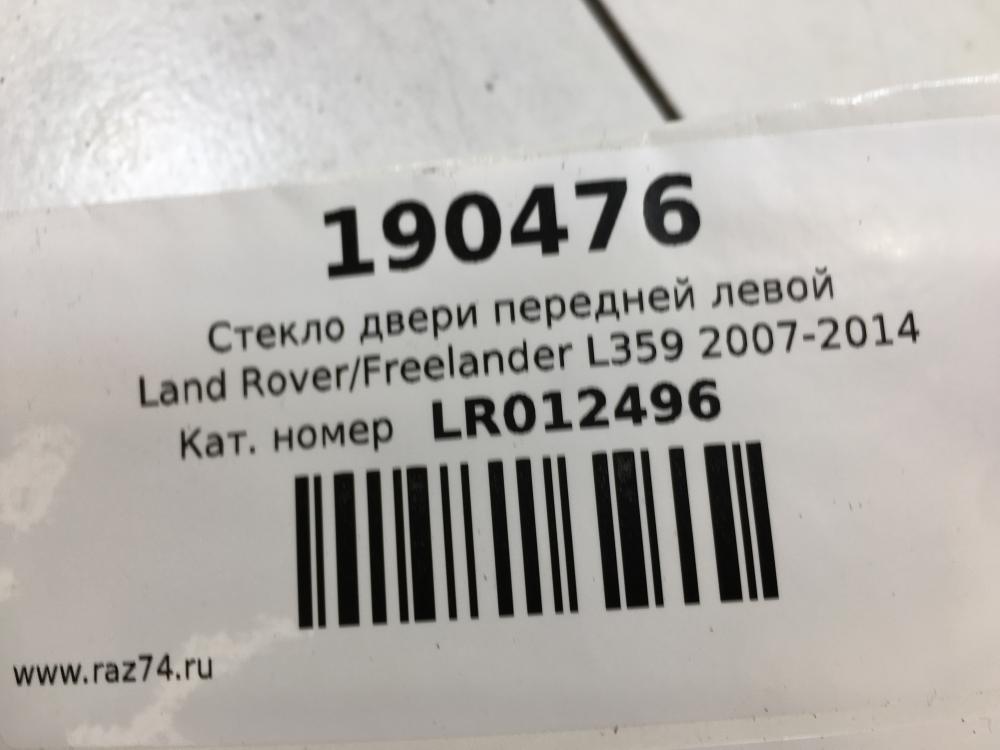 190476
Стекло двери передней левой
Land Rover/Freelander L359 2007-2014
Кат. номер LR012496
www.raz74.ru